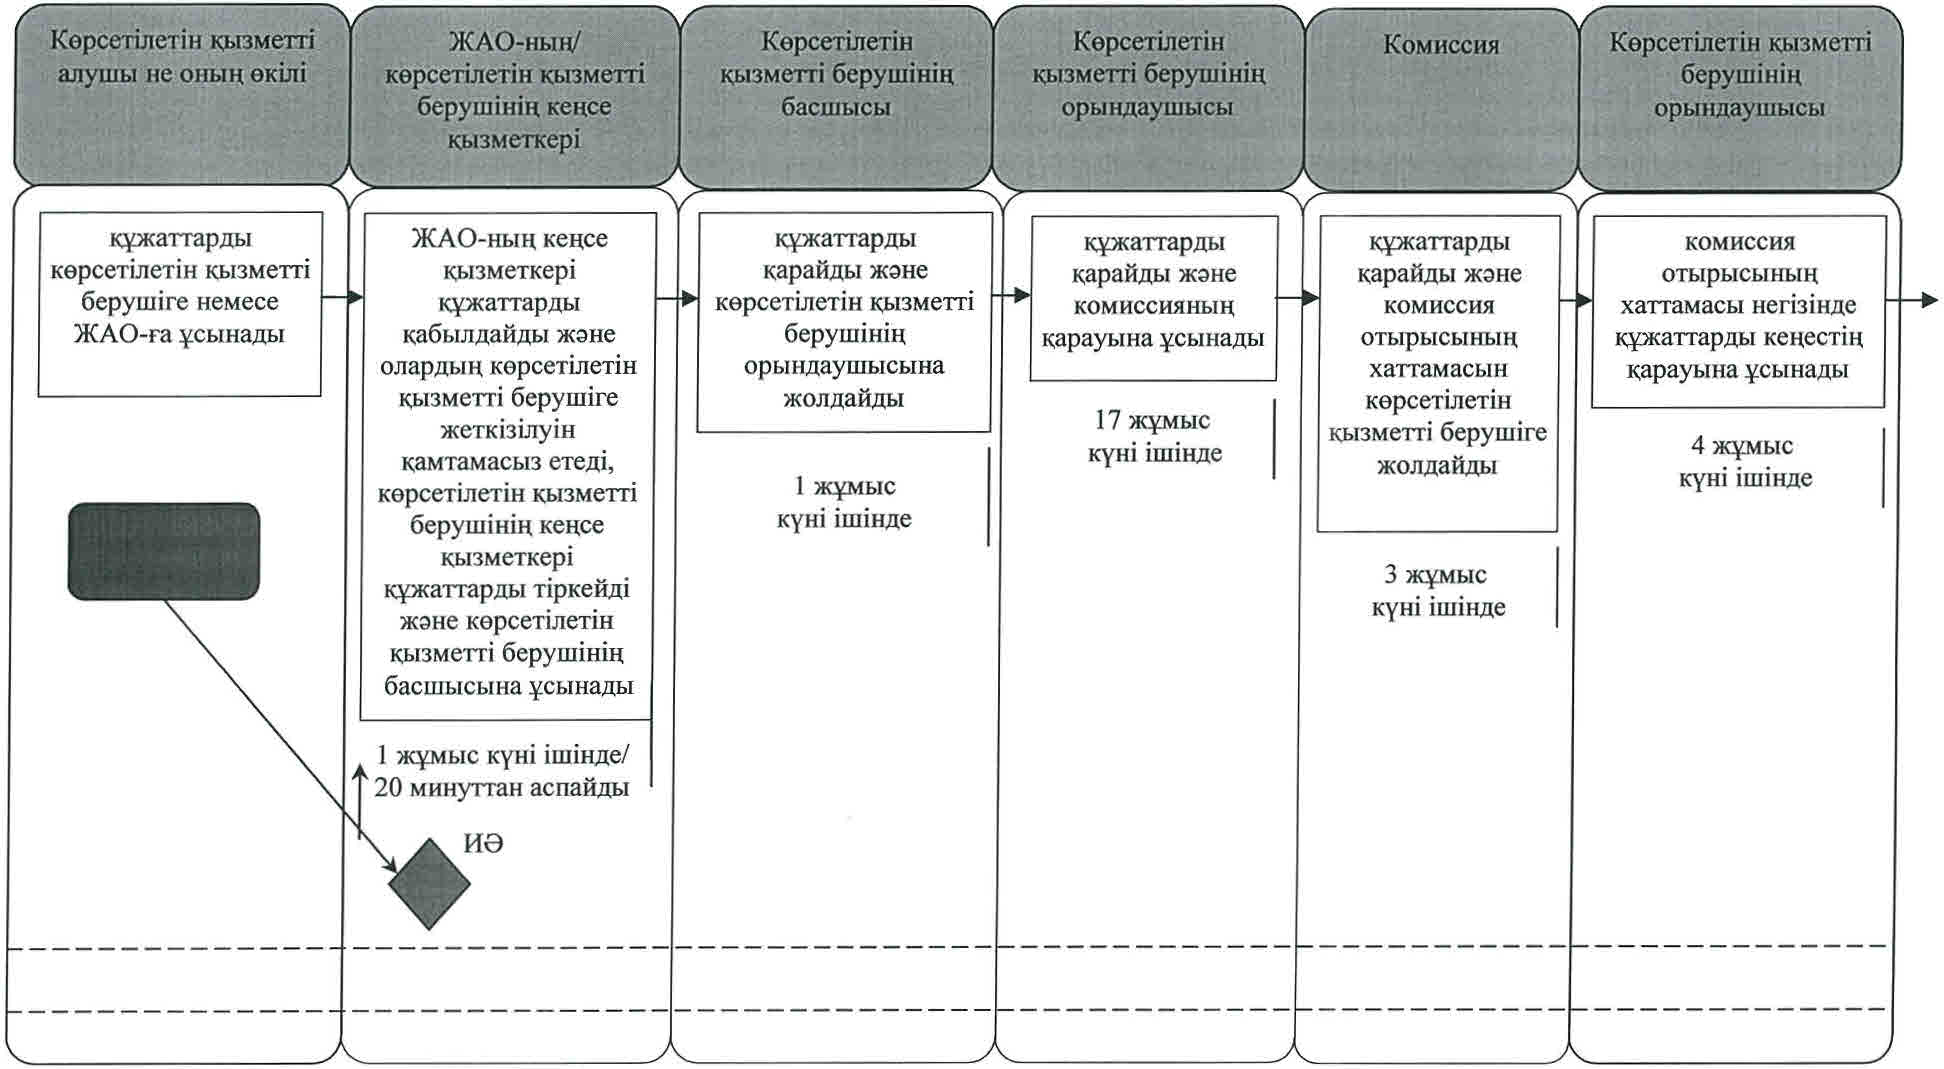 Көрсетілетін қызметті
алушы не оның өкілі
ЖАО-ның/
көрсетілетін қызметті
берушінің кеңсе
қызметкері
Көрсетілетін
қызметті берушінің
басшысы
Көрсетілетін
қызметті берушінің
орындаушысы
Комиссия
Көрсетілетін қызметті
берушінің
орындаушысы
құжаттарды
көрсетілетін қызметті
берушіге немесе
ЖАО-ға ұсынады
ЖАО-ның кеңсе
қызметкері
құжаттарды
қабылдайды және
олардың көрсетілетін
қызметті берушіге
жеткізілуін
қамтамасыз етеді,
көрсетілетін қызметті
берушінің кеңсе
қызметкері
құжаттарды тіркейді
және көрсетілетін
қызметті берушінің
басшысына ұсынады
1 жұмыс күні ішінде/
20 минуттан аспайды
ИӘ
құжаттарды
қарайды және
көрсетілетін қызметті
берушінің
орындаушысына
жолдайды
1 жұмыс
күні ішінде
құжаттарды
қарайды және
комиссияның
қарауына ұсынады
17 жұмыс
күні ішінде
құжаттарды
қарайды және
комиссия
отырысының
хаттамасын
көрсетілетін
қызметті берушіге
жолдайды
3 жұмыс
күні ішінде
комиссия
отырысының
хаттамасы негізінде
құжаттарды кеңестің
қарауына ұсынады
4 жұмыс
күні ішінде